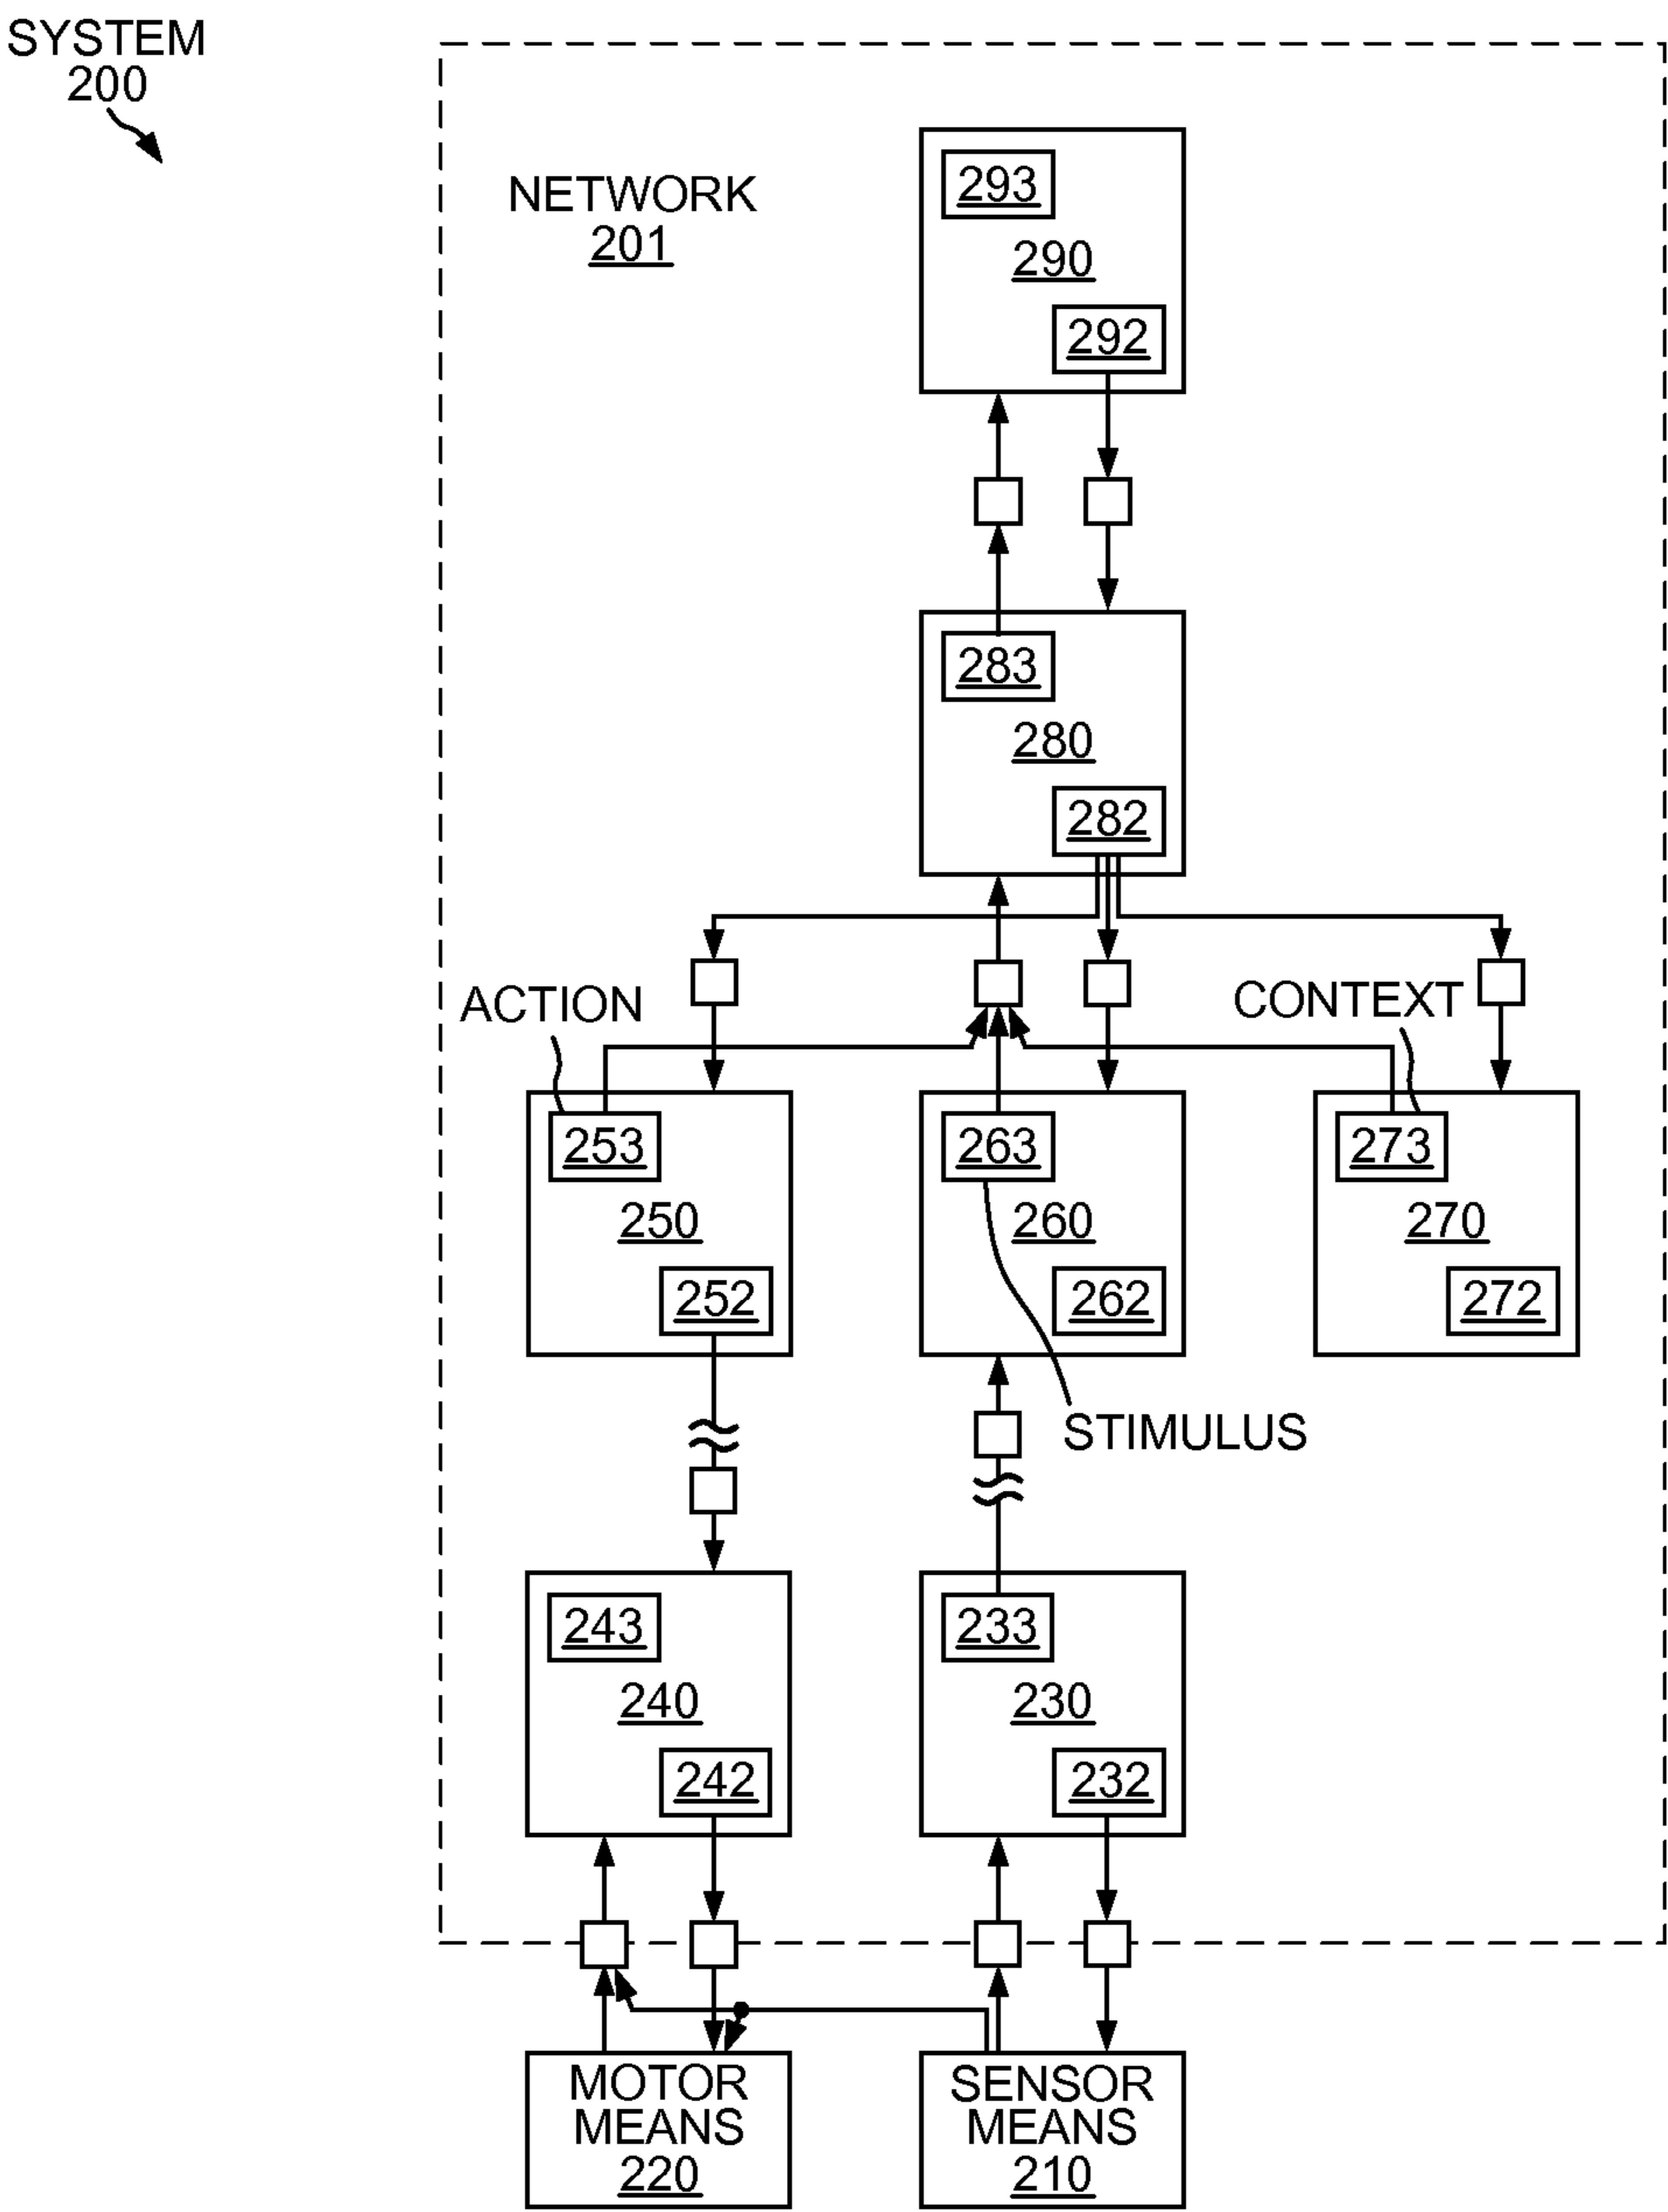 SYSTEM
200
NETWORK
201
293
290
292
283
280
282
ACTION
CONTEXT
253
263
273
250
260
270
252
262
272
STIMULUS
243
233
240
230
242
232
MOTOR
MEANS
220
SENSOR
MEANS
210